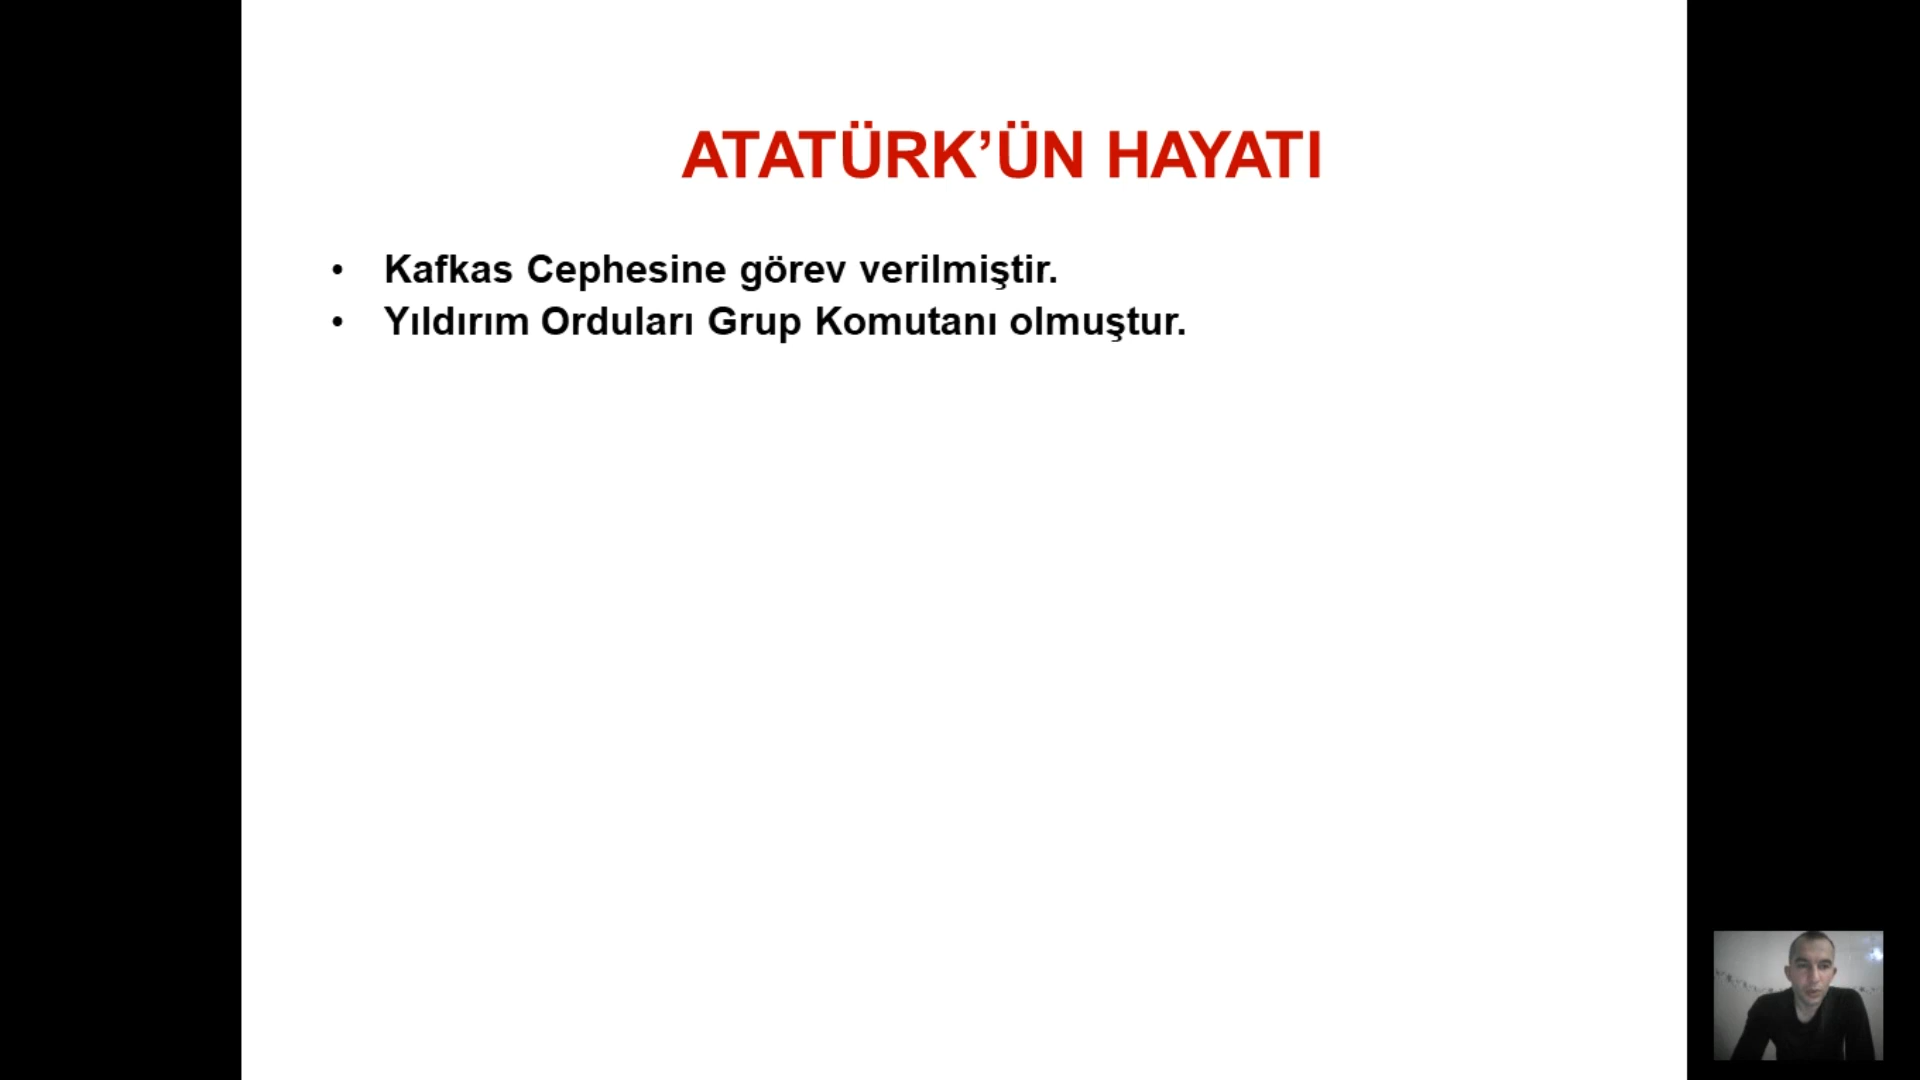 ATATÜRK’ÜN HAYATI
• Kafkas Cephesine görev verilmiştir.
• Yıldırım Orduları Grup Komutanı olmuştur.